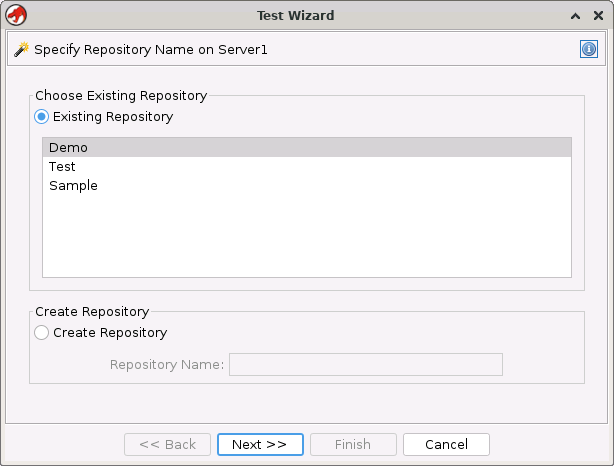 Test Wizard
Specify Repository Name on Server1
Choose Existing Repository
Existing Repository
Demo
Test
Sample
Create Repository
Create Repository
Repository Name:
<< Back Next >> Finish Cancel